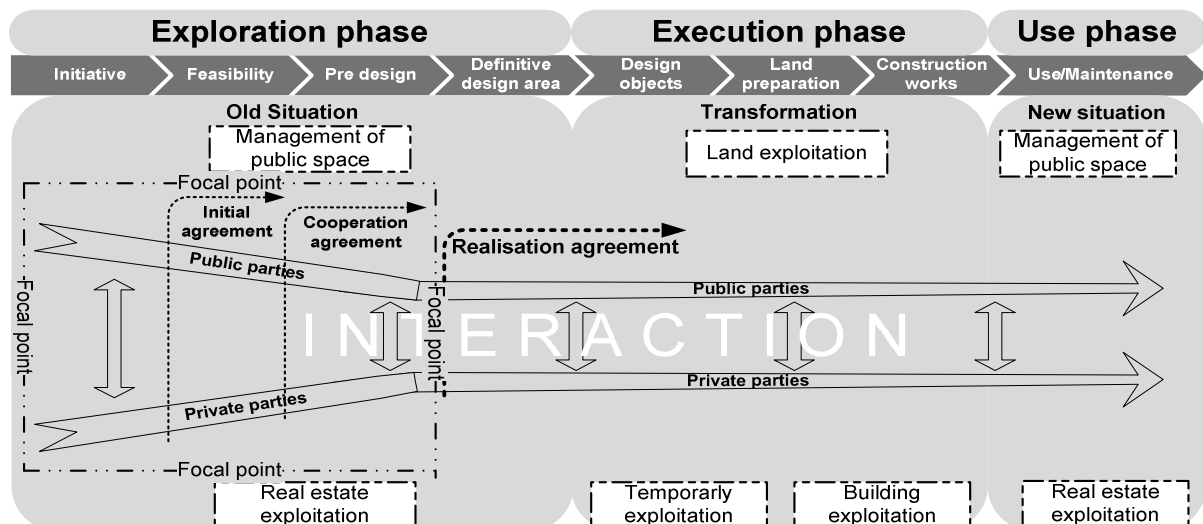 Exploration phase
Execution phase
Use phase
Initiative
Feasibility
Pre design
Definitive
design area
Design
objects
Land
preparation
Construction
works
Use/Maintenance
Old Situation
Transformation
New situation
Management of
public space
Land exploitation
Management of
public space
Focal point
Initial
agreement
Cooperation
agreement
Realisation agreement
Public parties
Public parties
Focal point
Focal point
INTERACTION
Private parties
Private parties
Focal point
Real estate
exploitation
Temporarly
exploitation
Building
exploitation
Real estate
exploitation